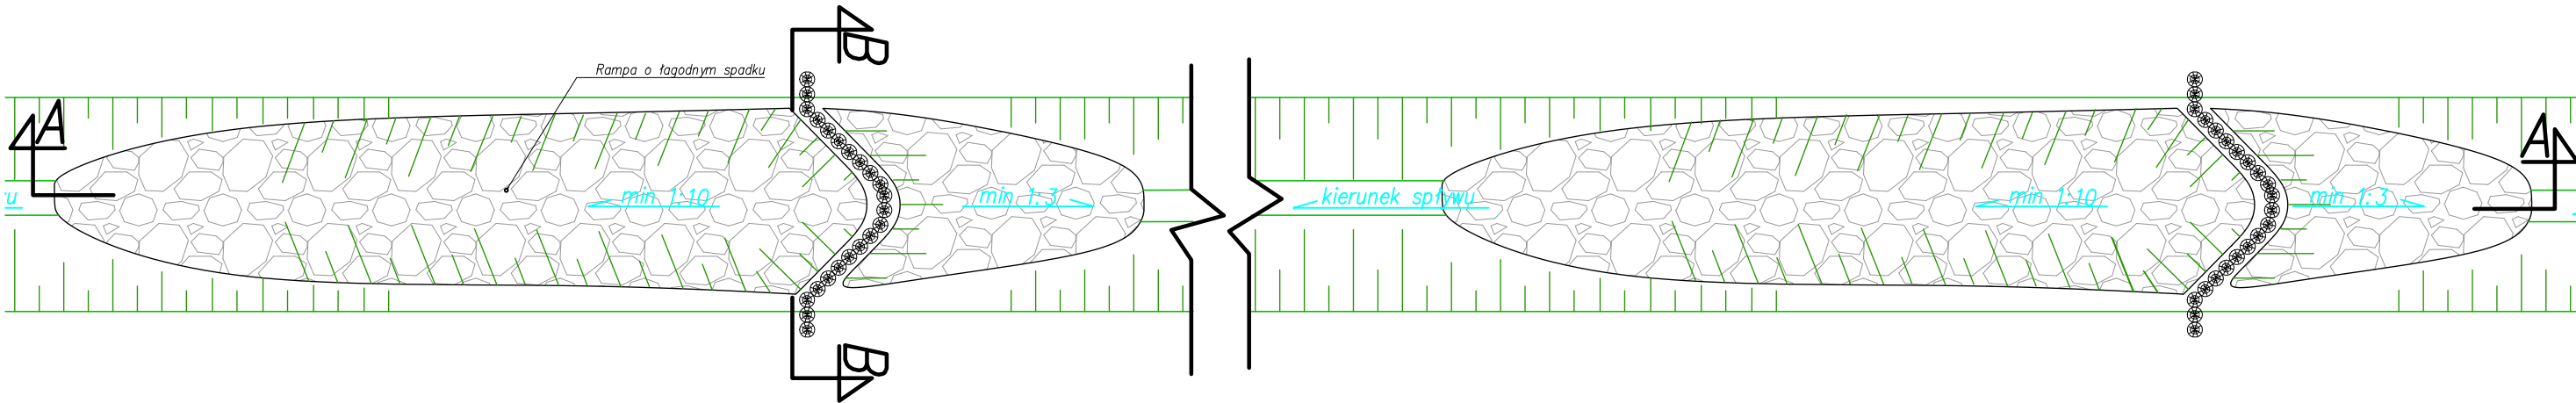 B
Rampa o łagodnym spadku
A
A
min 1:10
min 1:3
kierunek spływu
min 1:10
min 1:3
B